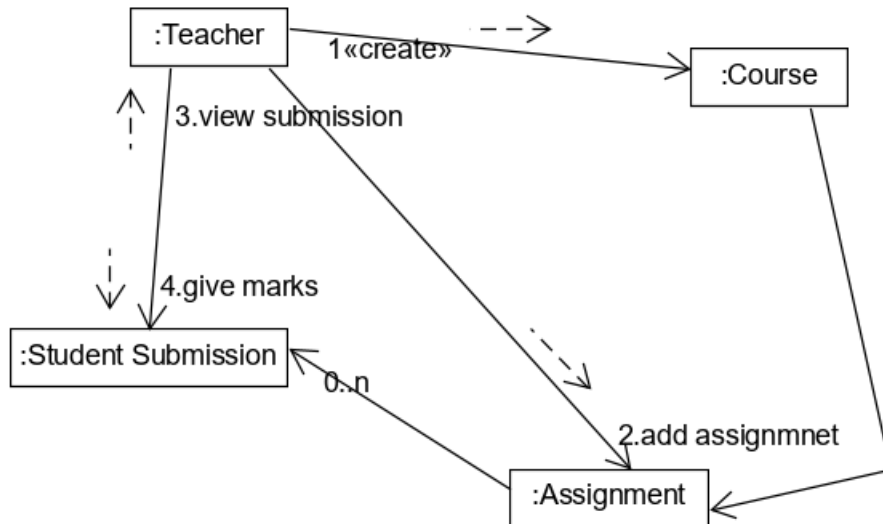 :Teacher
1«create»
:Course
3.view submission
4.give marks
:Student Submission
0..n
2.add assignmnet
:Assignment